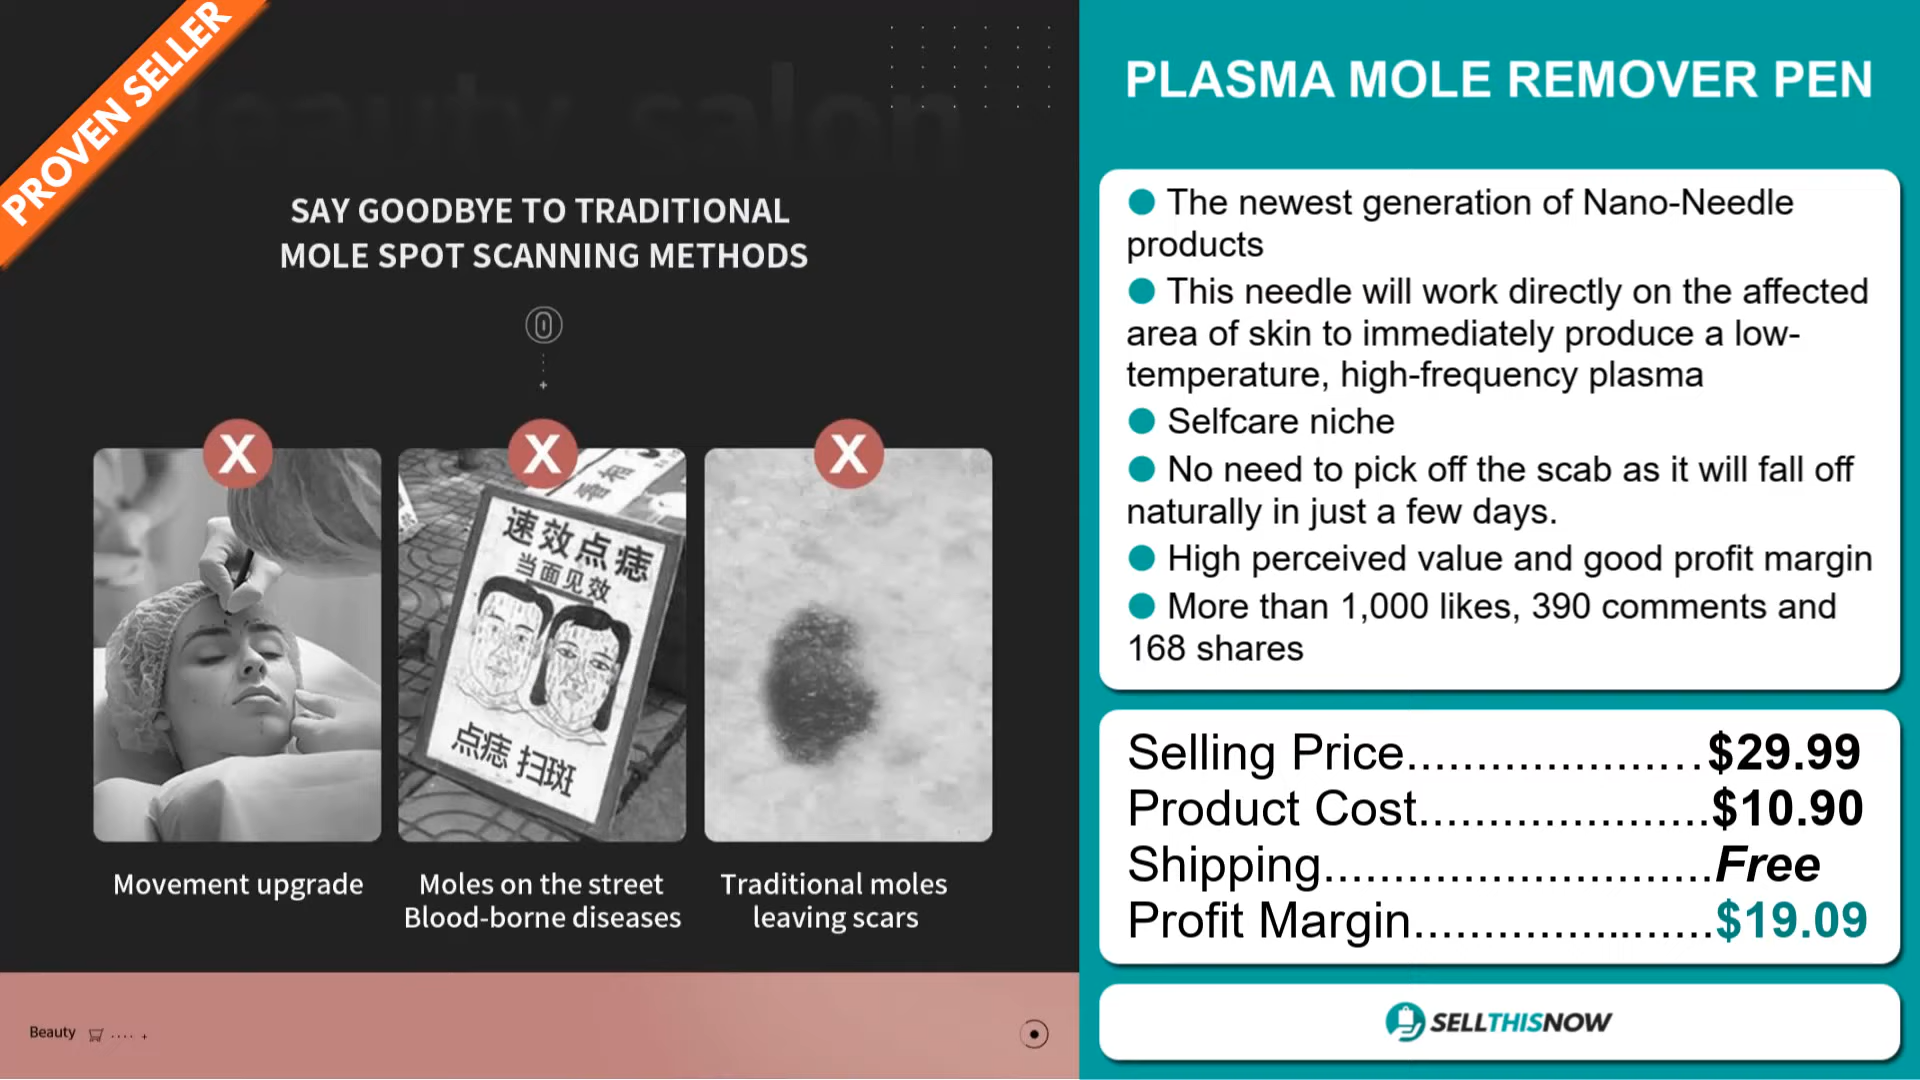 PROVEN SELLER
Beauty salon
SAY GOODBYE TO TRADITIONAL
MOLE SPOT SCANNING METHODS
X
X
X
速效点痣
当面见效
点痣 扫斑
Movement upgrade
Moles on the street
Blood-borne diseases
Traditional moles
leaving scars
Beauty
PLASMA MOLE REMOVER PEN
● The newest generation of Nano-Needle
products
● This needle will work directly on the affected
area of skin to immediately produce a low-
temperature, high-frequency plasma
● Selfcare niche
● No need to pick off the scab as it will fall off
naturally in just a few days.
● High perceived value and good profit margin
● More than 1,000 likes, 390 comments and
168 shares
Selling Price......................$29.99
Product Cost.....................$10.90
Shipping............................Free
Profit Margin......................$19.09
SELLTHISNOW